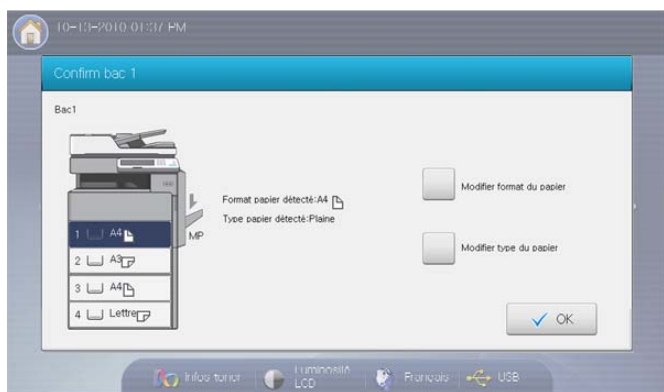 10-13-2010 01:37 PM
Confirm bac 1
Bac1
Format papier détecté:A4
Type papier détecté:Plaine
Modifier format du papier
Modifier type du papier
MP
1 A4
2 A3
3 A4
4 Lettre
OK
Infos toner
Luminosité
LCD
Français
USB